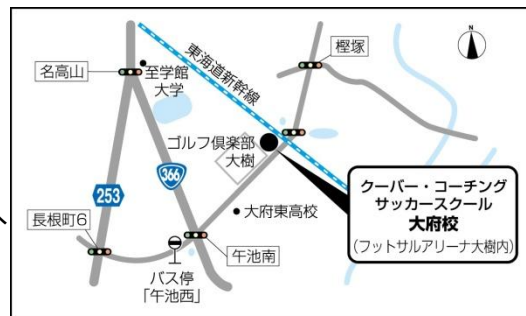 名高山
至学館
大学
東海道新幹線
樫塚
N
ゴルフ倶楽部
大樹
366
253
クーバー・コーチング
サッカースクール
大府校
(フットサルアリーナ大樹内)
大府東高校
長根町6
午池南
バス停
「午池西」